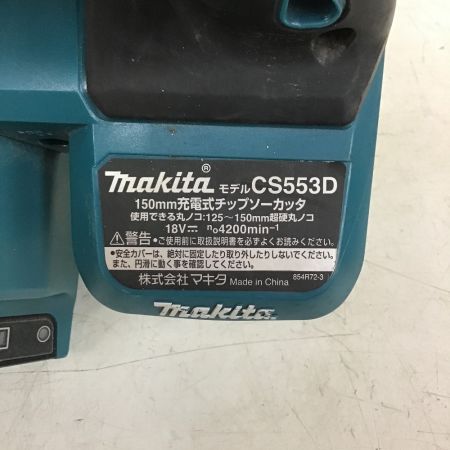 makita® モデル CS553D
150mm充電式チップソーカッタ
使用できる丸ノコ:125〜150mm超硬丸ノコ
18V⎓ n₀4200min⁻¹
⚠警告●ご使用前に取扱説明書を必ずよくお読みください。
●安全カバーは、絶対に固定したり取り外したりしないでください。
また、円滑に動く事を確認してください。 854R72-3
株式会社マキタ Made in China
makita